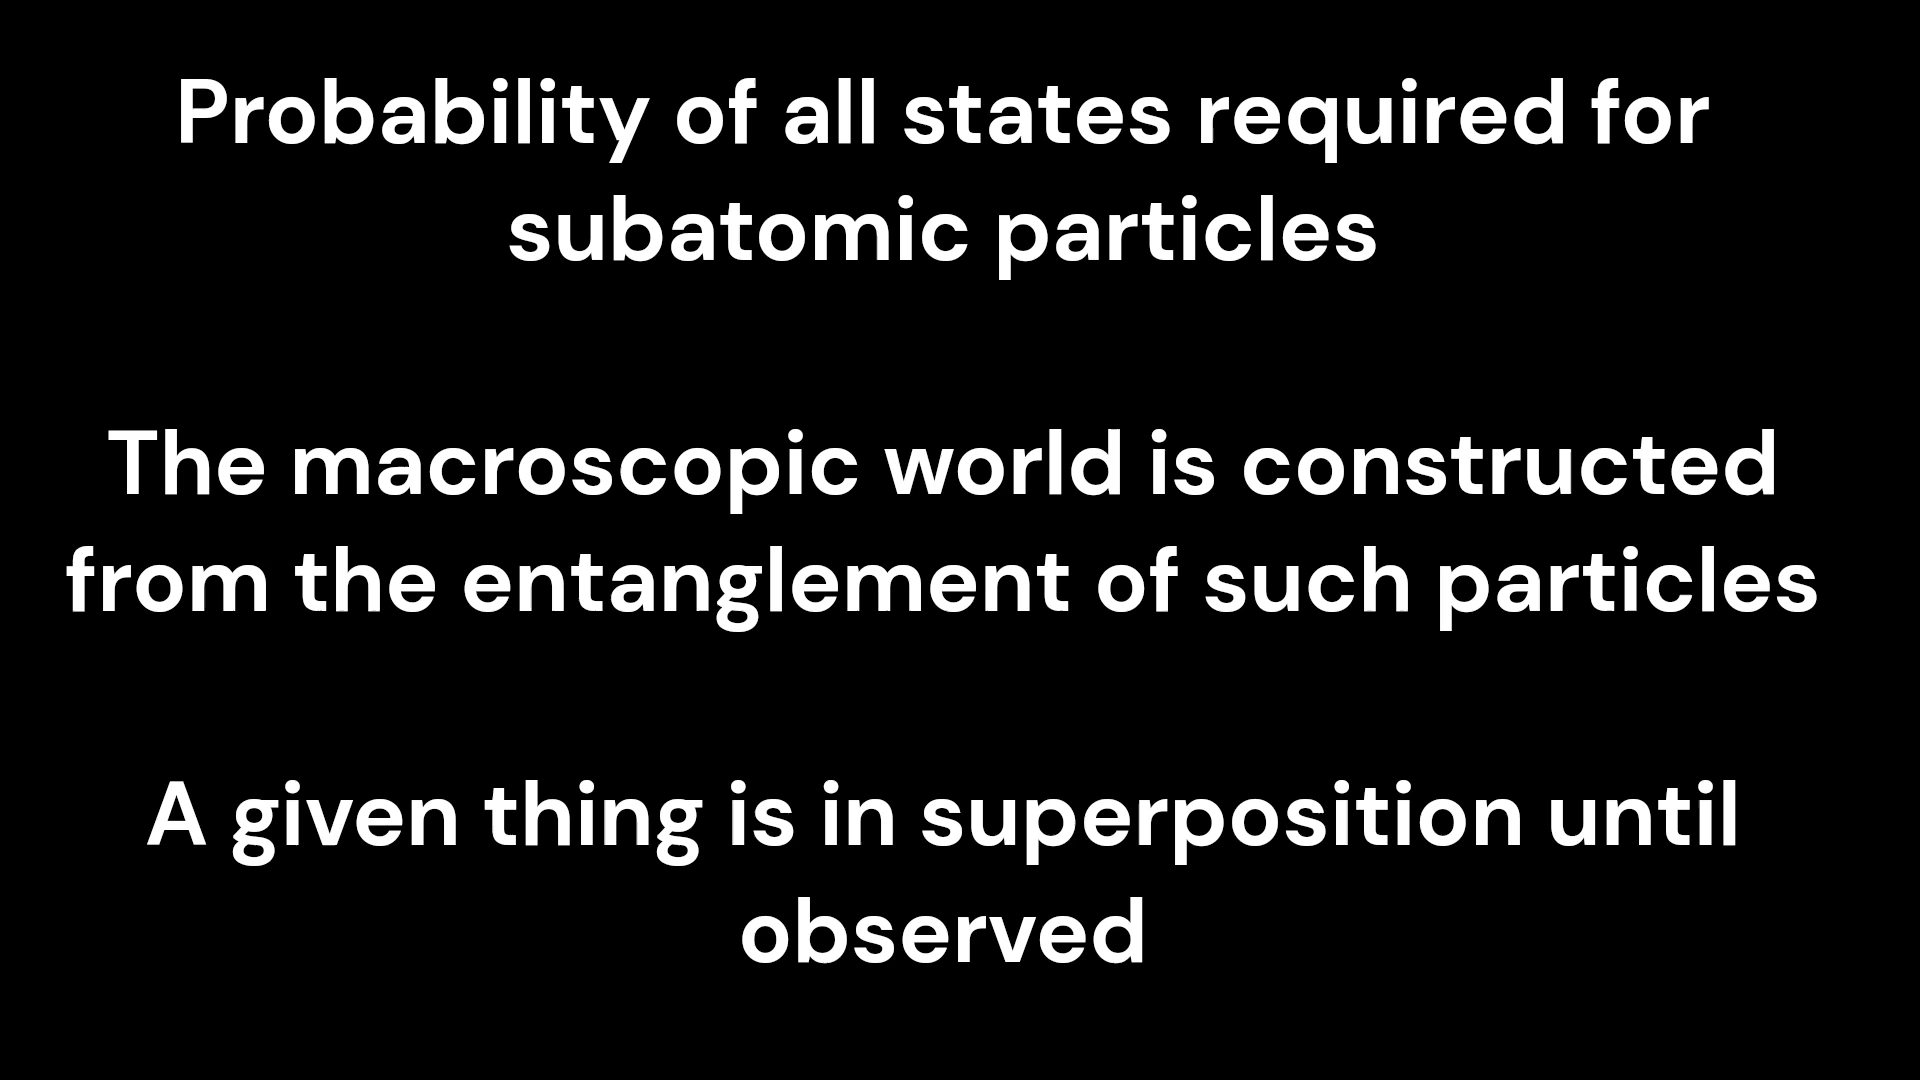 Probability of all states required for
subatomic particles
The macroscopic world is constructed
from the entanglement of such particles
A given thing is in superposition until
observed